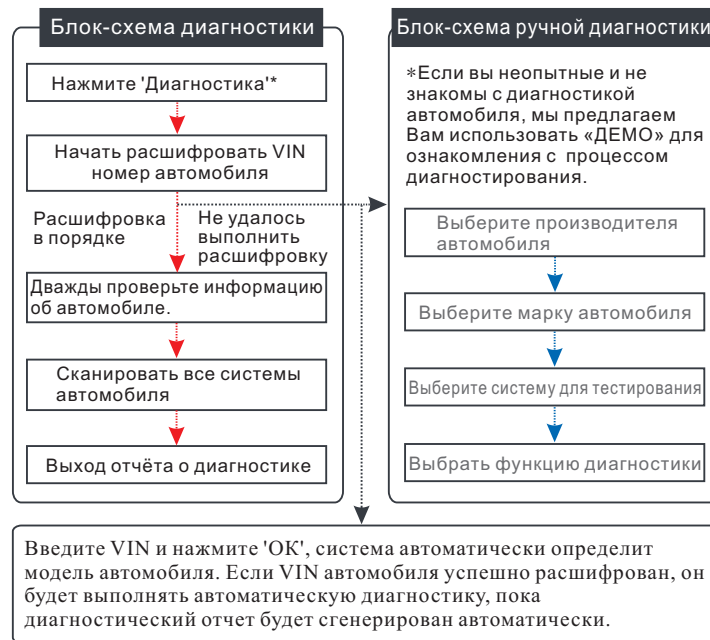 Блок-схема диагностики
Нажмите 'Диагностика'*
Начать расшифровать VIN
номер автомобиля
Расшифровка
в порядке
Не удалось
выполнить
расшифровку
Дважды проверьте информацию
об автомобиле.
Сканировать все системы
автомобиля
Выход отчёта о диагностике
Блок-схема ручной диагностики
*Если вы неопытные и не
знакомы с диагностикой
автомобиля, мы предлагаем
Вам использовать «ДЕМО» для
ознакомления с процессом
диагностирования.
Выберите производителя
автомобиля
Выберите марку автомобиля
Выберите систему для тестирования
Выбрать функцию диагностики
Введите VIN и нажмите 'ОК', система автоматически определит
модель автомобиля. Если VIN автомобиля успешно расшифрован, он
будет выполнять автоматическую диагностику, пока
диагностический отчет будет сгенерирован автоматически.